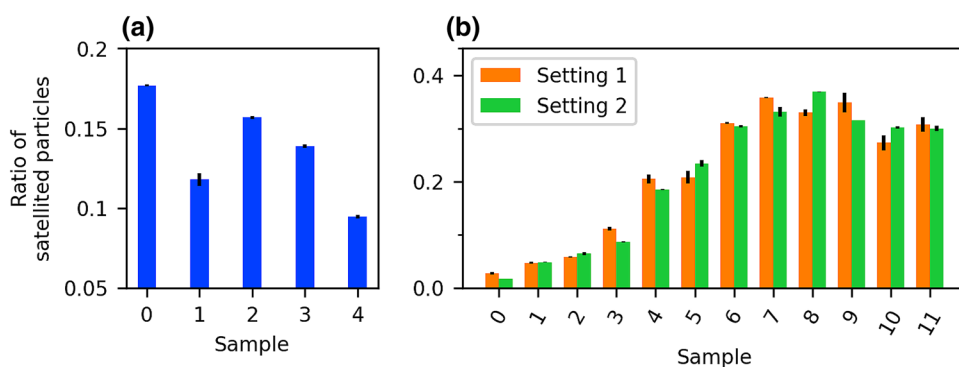 (a)
Ratio of
satellited particles
0.2
0.15
0.1
0.05
0 1 2 3 4
Sample
(b)
Setting 1
Setting 2
0.4
0.2
0.0
0 1 2 3 4 5 6 7 8 9 10 11
Sample